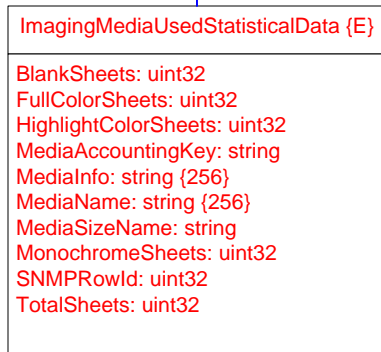 ImagingMediaUsedStatisticalData {E}
BlankSheets: uint32
FullColorSheets: uint32
HighlightColorSheets: uint32
MediaAccountingKey: string
MediaInfo: string {256}
MediaName: string {256}
MediaSizeName: string
MonochromeSheets: uint32
SNMPRowId: uint32
TotalSheets: uint32